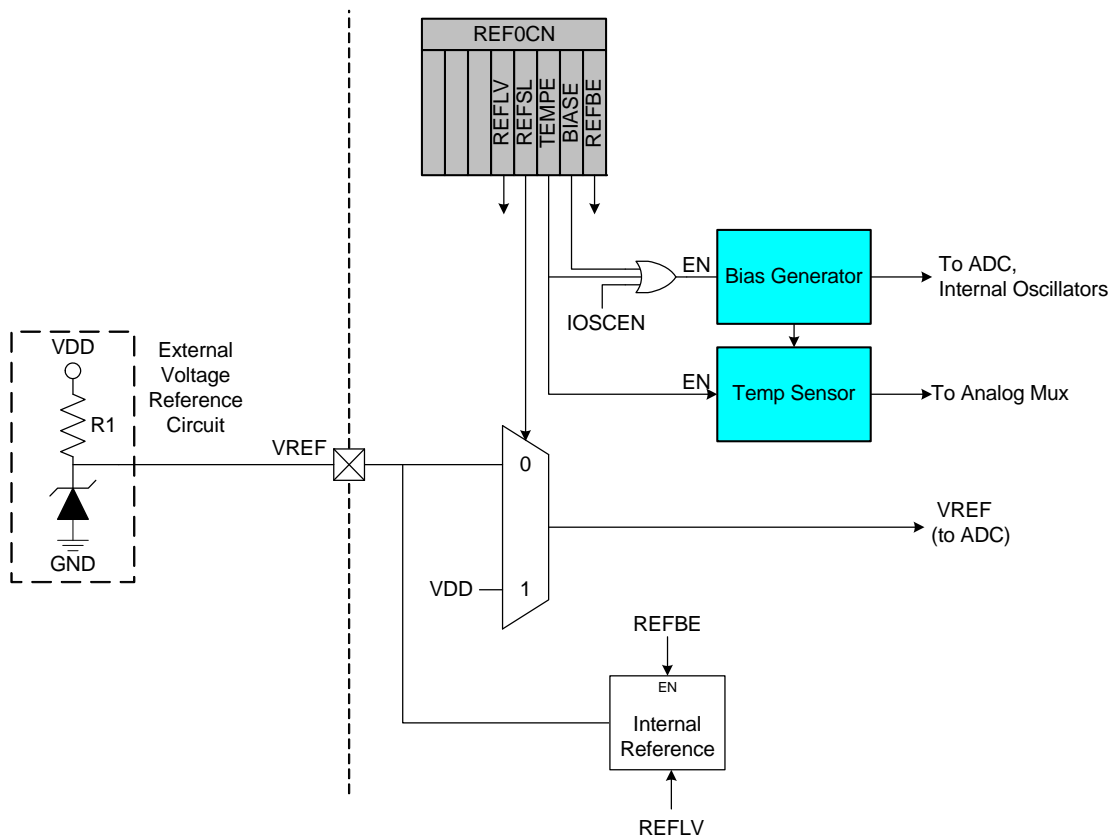 REF0CN
REFLV
REFSL
TEMPE
BIASE
REFBE
EN
Bias Generator
To ADC,
Internal Oscillators
IOSCEN
EN
Temp Sensor
To Analog Mux
VDD
R1
GND
External
Voltage
Reference
Circuit
VREF
0
VDD
1
VREF
(to ADC)
REFBE
EN
Internal
Reference
REFLV